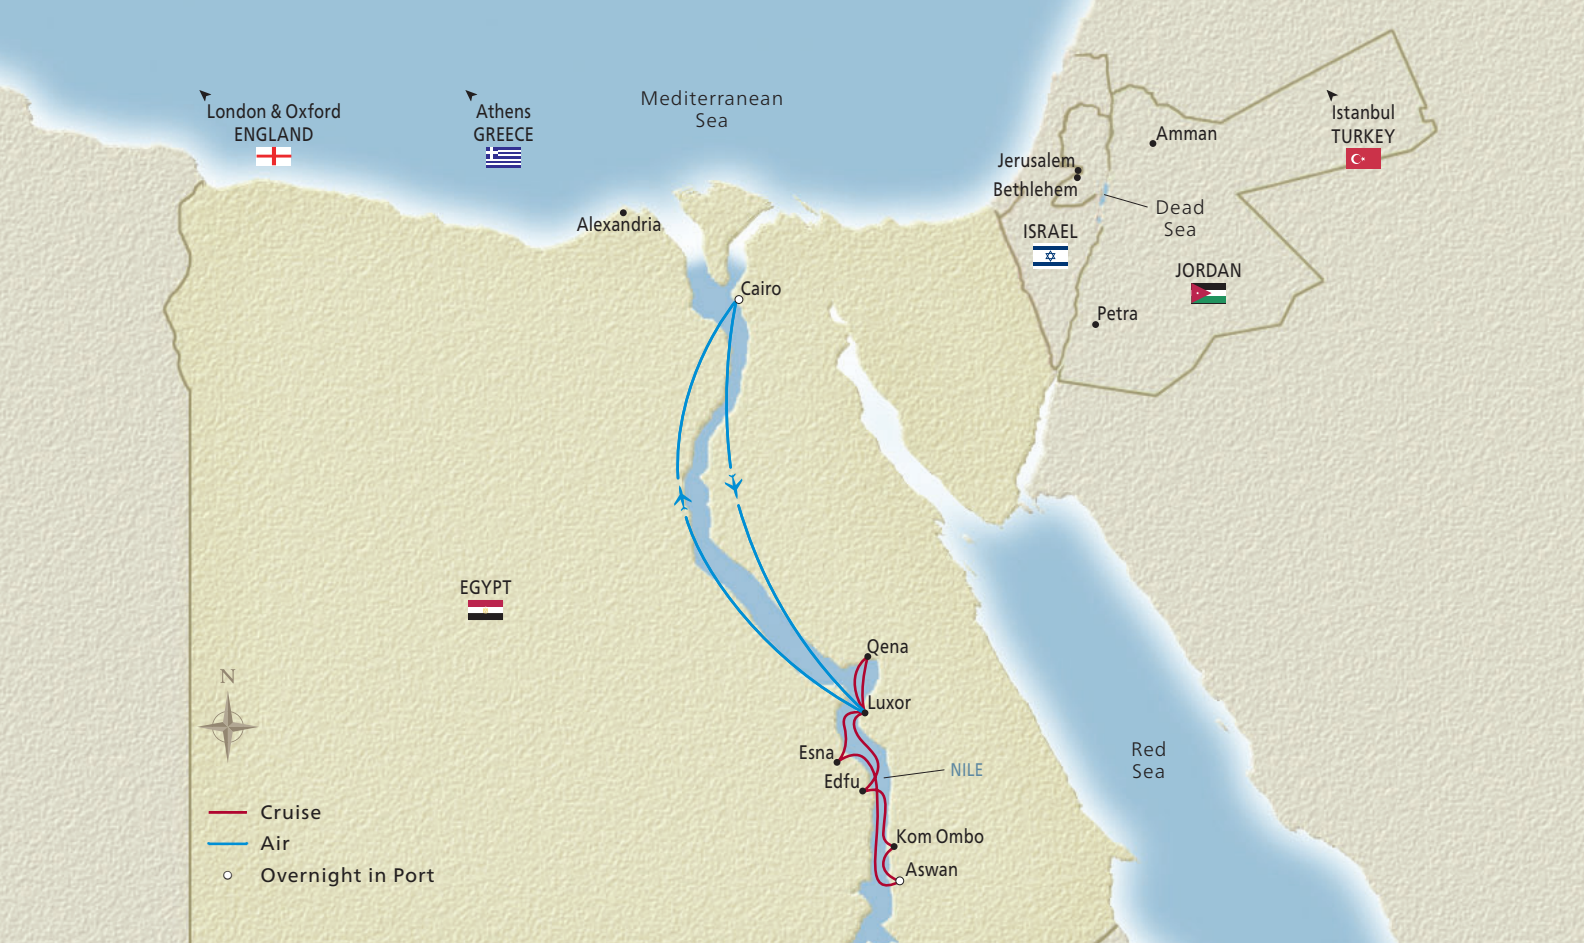 London & Oxford
ENGLAND
Athens
GREECE
Mediterranean
Sea
Istanbul
TURKEY
Amman
Jerusalem
Bethlehem
Dead
Sea
Alexandria
ISRAEL
JORDAN
Cairo
Petra
EGYPT
Qena
N
Luxor
Esna
Red
Sea
NILE
Edfu
Cruise
Kom Ombo
Air
Aswan
Overnight in Port